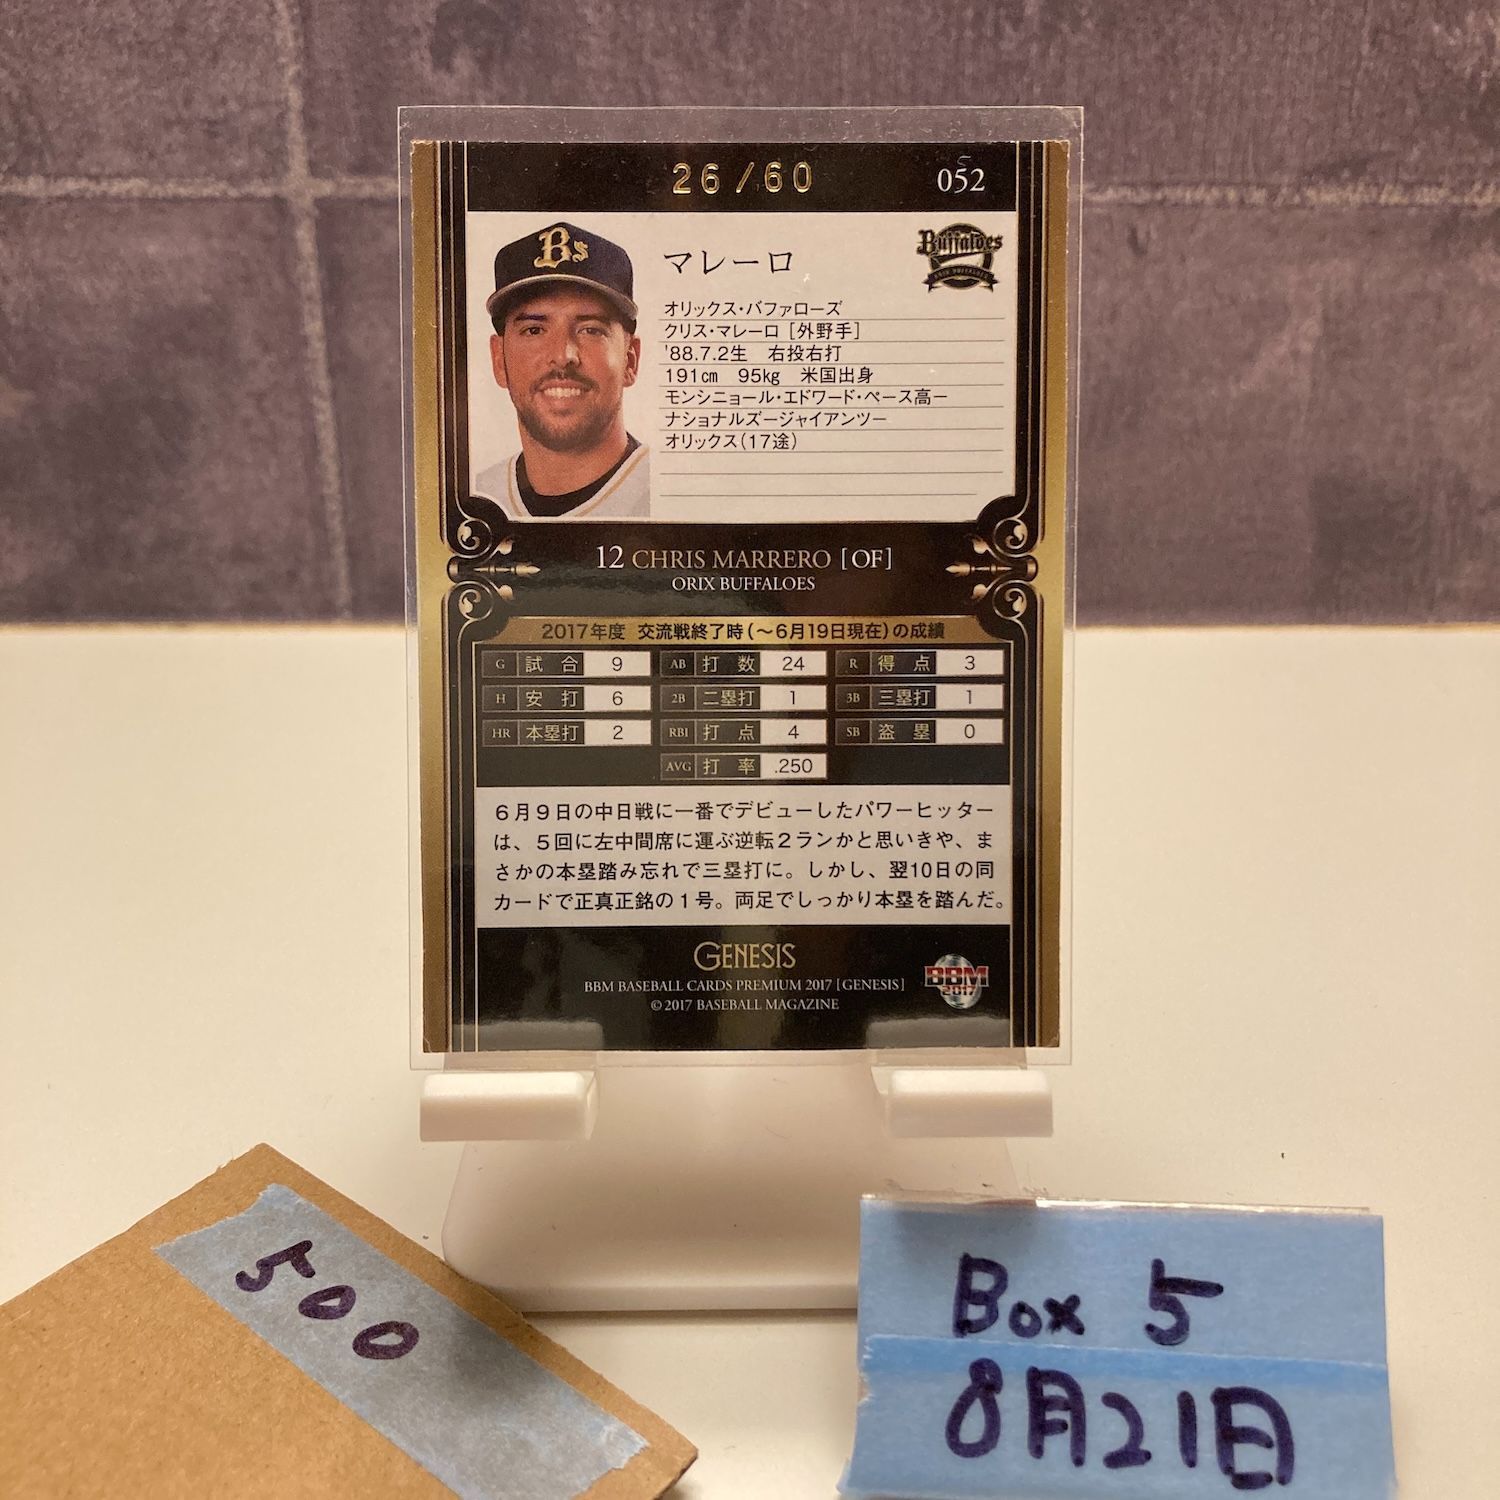 26/60
052
Bs
Buffaloes
ORIX BUFFALOES
マレーロ
オリックス・バファローズ
クリス・マレーロ［外野手］
'88.7.2生　右投右打
191㎝　95㎏　米国出身
モンシニョール・エドワード・ペース高ー
ナショナルズージャイアンツー
オリックス(17途)
12 CHRIS MARRERO [OF]
ORIX BUFFALOES
2017年度 交流戦終了時(〜6月19日現在)の成績
G 試合 9 AB 打数 24 R 得点 3
H 安打 6 2B 二塁打 1 3B 三塁打 1
HR 本塁打 2 RBI 打点 4 SB 盗塁 0
AVG 打率 .250
６月９日の中日戦に一番でデビューしたパワーヒッター
は、５回に左中間席に運ぶ逆転２ランかと思いきや、ま
さかの本塁踏み忘れで三塁打に。しかし、翌10日の同
カードで正真正銘の１号。両足でしっかり本塁を踏んだ。
GENESIS
BBM BASEBALL CARDS PREMIUM 2017 [GENESIS]
© 2017 BASEBALL MAGAZINE
BBM
2017
500
Box 5
8月21日